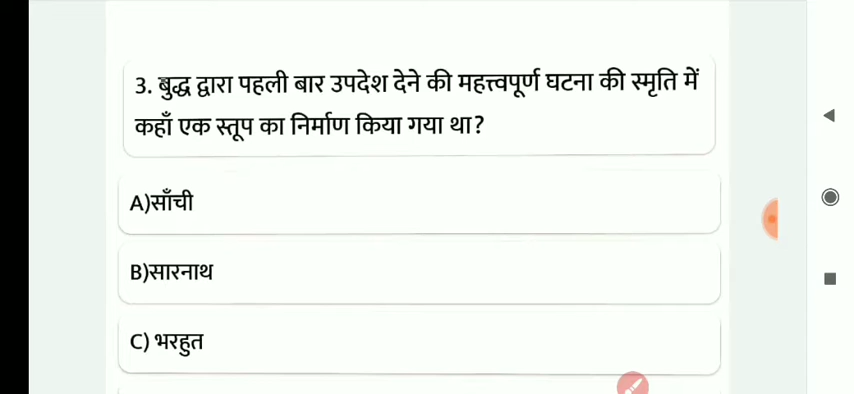 3. बुद्ध द्वारा पहली बार उपदेश देने की महत्त्वपूर्ण घटना की स्मृति में
कहाँ एक स्तूप का निर्माण किया गया था?
A)साँची
B)सारनाथ
C) भरहुत